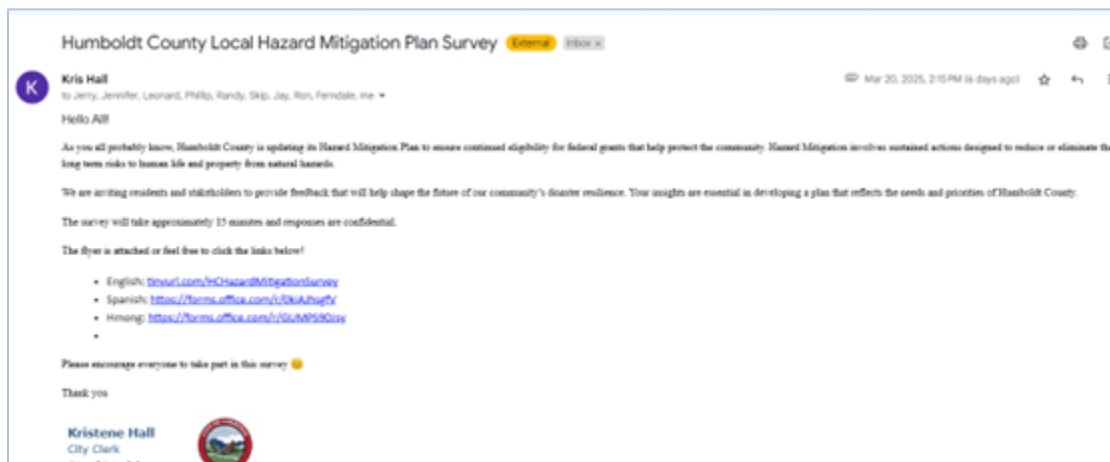 Humboldt County Local Hazard Mitigation Plan Survey External Inbox x
K
Kris Hall
Mar 20, 2025, 2:15 PM (6 days ago)
to Jerry, Jennifer, Leonard, Phillip, Randy, Skip, Jay, Ron, Ferndale, me
Hello All!
As you all probably know, Humboldt County is updating its Hazard Mitigation Plan to ensure continued eligibility for federal grants that help protect the community. Hazard Mitigation involves sustained actions designed to reduce or eliminate
long term risks to human life and property from natural hazards.
We are inviting residents and stakeholders to provide feedback that will help shape the future of our community's disaster resilience. Your insights are essential in developing a plan that reflects the needs and priorities of Humboldt County.
The survey will take approximately 15 minutes and responses are confidential.
The flyer is attached or feel free to click the links below!
• English: tinyurl.com/HCHazardMitigationSurvey
• Spanish:
• Hmong:
•
Please encourage everyone to take part in this survey 😊
Thank you
Kristene Hall
City Clerk